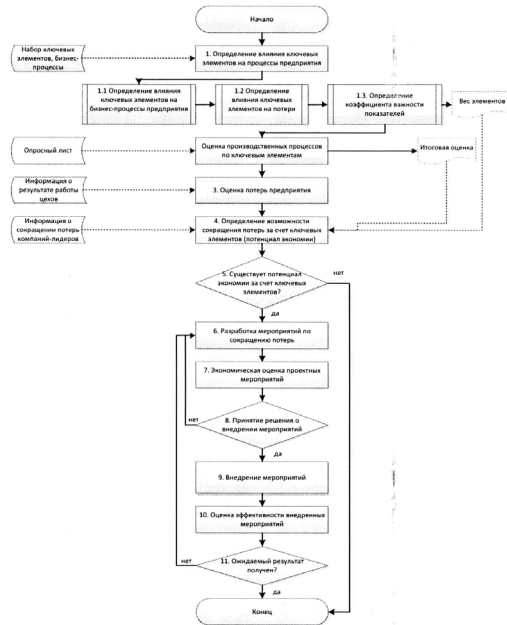 Начало
Набор ключевых
элементов, бизнес-
процессы
1. Определение влияния ключевых
элементов на процессы предприятия
1.1 Определение влияния
ключевых элементов на
бизнес-процессы предприятия
1.2 Определение
влияния ключевых
элементов на потери
1.3. Определение
коэффициента важности
показателей
Вес элементов
Опросный лист
Оценка производственных процессов
по ключевым элементам
Итоговая оценка
Информация о
результате работы
цехов
3. Оценка потерь предприятия
Информация о
сокращении потерь
компаний-лидеров
4. Определение возможности
сокращения потерь за счет ключевых
элементов (потенциал экономии)
5. Существует потенциал
экономии за счет ключевых
элементов?
нет
да
6. Разработка мероприятий по
сокращению потерь
7. Экономическая оценка проектных
мероприятий
нет
8. Принятие решения о
внедрении мероприятий
да
9. Внедрение мероприятий
10. Оценка эффективности внедренных
мероприятий
нет
11. Ожидаемый результат
получен?
да
Конец